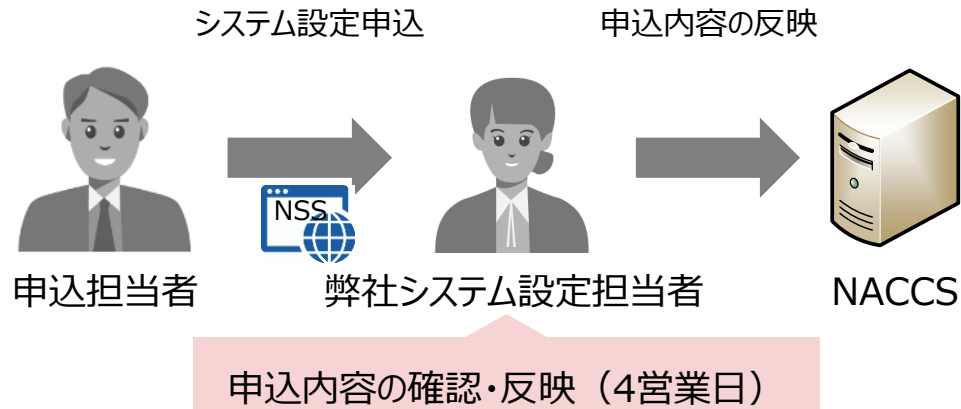 システム設定申込
申込内容の反映
NSS
申込担当者
弊社システム設定担当者
NACCS
申込内容の確認・反映（4営業日）